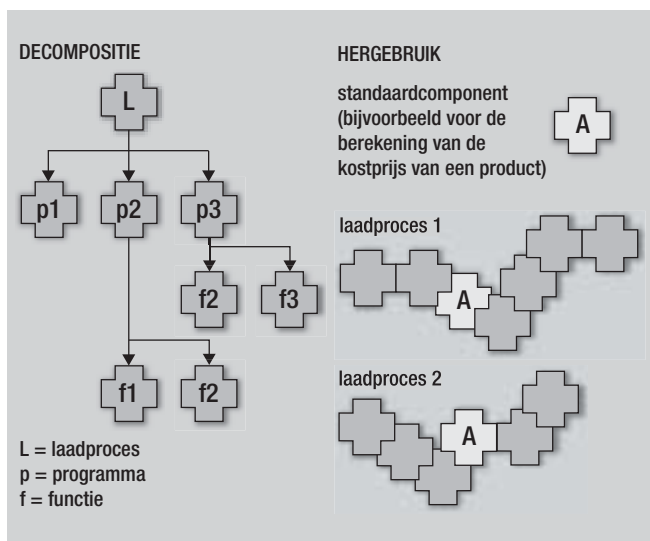 DECOMPOSITIE
L
p1 p2 p3
f2 f3
f1 f2
L = laadproces
p = programma
f = functie
HERGEBRUIK
standaardcomponent
(bijvoorbeeld voor de
berekening van de
kostprijs van een product)
A
laadproces 1
A
laadproces 2
A